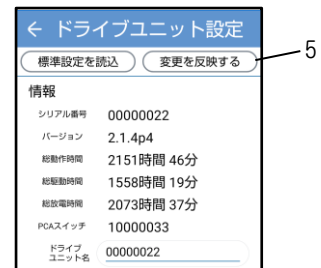 ← ドライブユニット設定
標準設定を読込 変更を反映する 5
情報
シリアル番号 00000022
バージョン 2.1.4p4
総動作時間 2151時間 46分
総駆動時間 1558時間 19分
総放電時間 2073時間 37分
PCAスイッチ 10000033
ドライブ
ユニット名 00000022